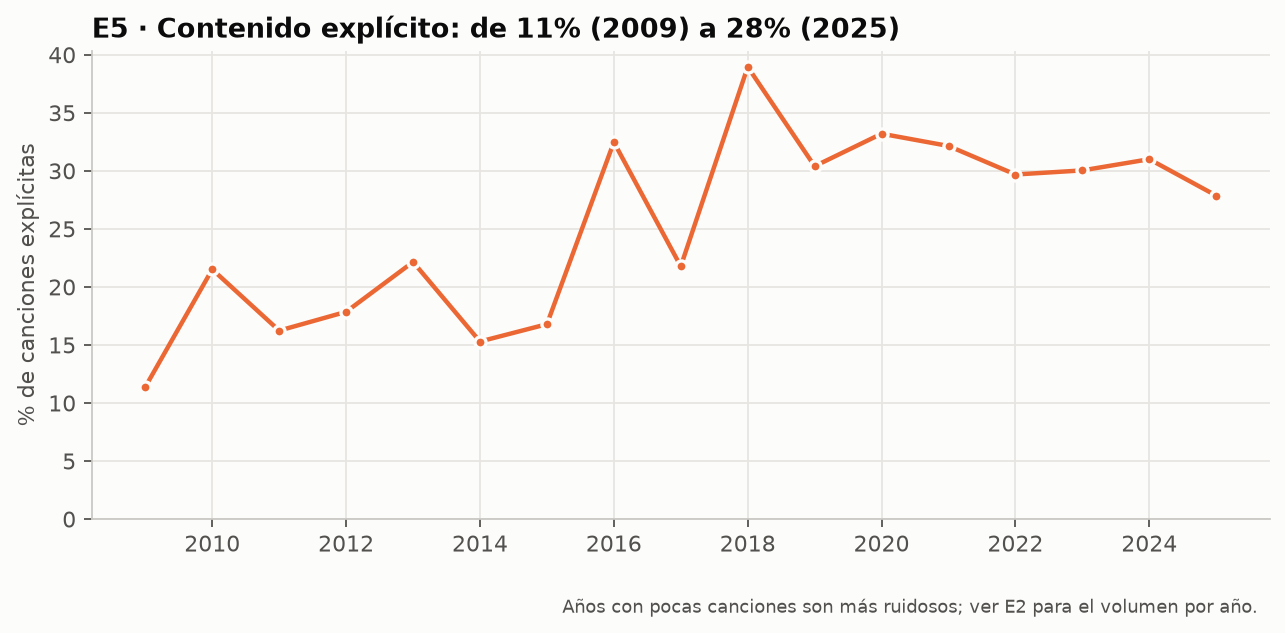 E5 · Contenido explícito: de 11% (2009) a 28% (2025)
% de canciones explícitas
40
35
30
25
20
15
10
5
0
2010 2012 2014 2016 2018 2020 2022 2024
Años con pocas canciones son más ruidosos; ver E2 para el volumen por año.